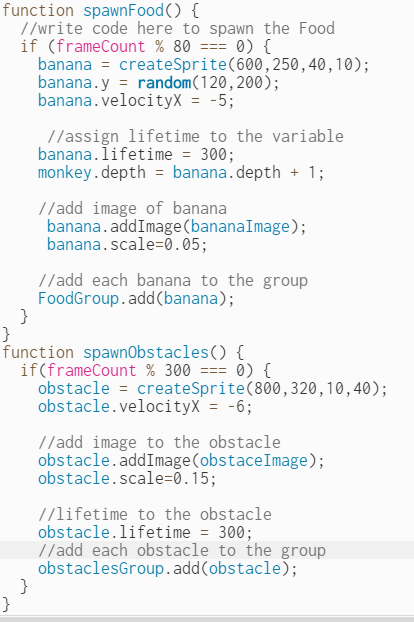 function spawnFood() {
//write code here to spawn the Food
if (frameCount % 80 === 0) {
banana = createSprite(600,250,40,10);
banana.y = random(120,200);
banana.velocityX = -5;
//assign lifetime to the variable
banana.lifetime = 300;
monkey.depth = banana.depth + 1;
//add image of banana
banana.addImage(bananaImage);
banana.scale=0.05;
//add each banana to the group
FoodGroup.add(banana);
}
}
function spawnObstacles() {
if(frameCount % 300 === 0) {
obstacle = createSprite(800,320,10,40);
obstacle.velocityX = -6;
//add image to the obstacle
obstacle.addImage(obstaceImage);
obstacle.scale=0.15;
//lifetime to the obstacle
obstacle.lifetime = 300;
//add each obstacle to the group
obstaclesGroup.add(obstacle);
}
}